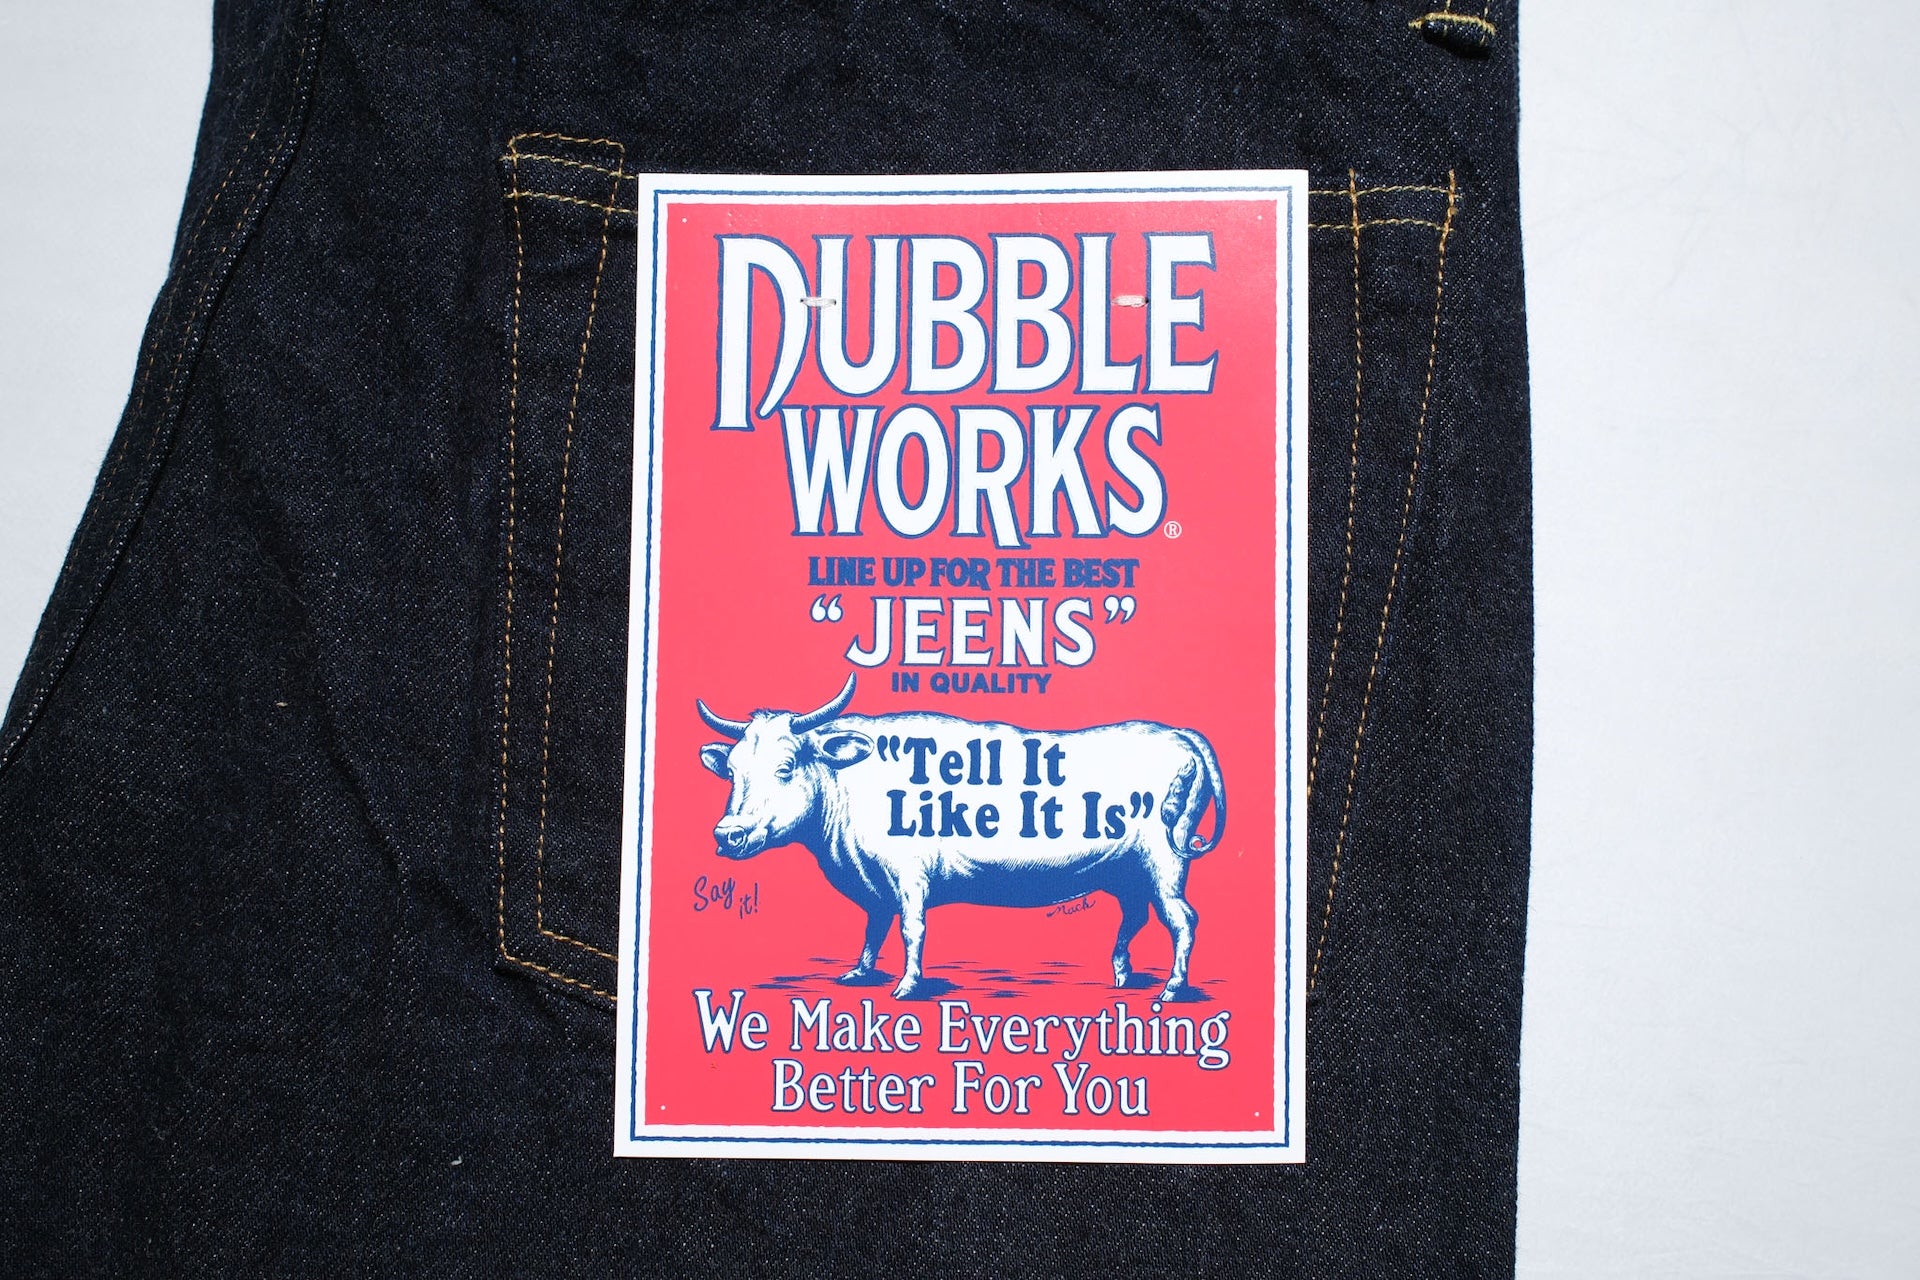 DUBBLE
WORKS®
LINE UP FOR THE BEST
“JEENS”
IN QUALITY
“Tell It
Like It Is”
Say it!
Mack
We Make Everything
Better For You